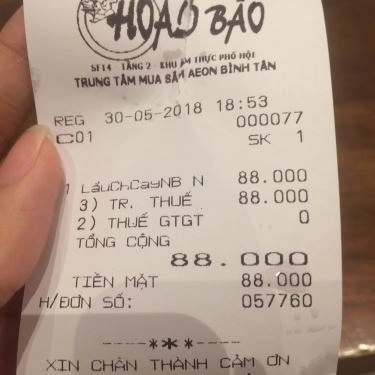 HOÀN BẢO
SF14 - TẦNG 2 - KHU ẨM THỰC PHỐ HỘI
TRUNG TÂM MUA SẮM AEON BÌNH TÂN
REG 30-05-2018 18:53
000077
C01 SK 1
1 LẩuChCayNB N 88.000
3) TR. THUẾ 88.000
2) THUẾ GTGT 0
TỔNG CỘNG
88.000
TIỀN MẶT 88.000
H/ĐƠN SỐ: 057760
----***----
XIN CHÂN THÀNH CẢM ƠN